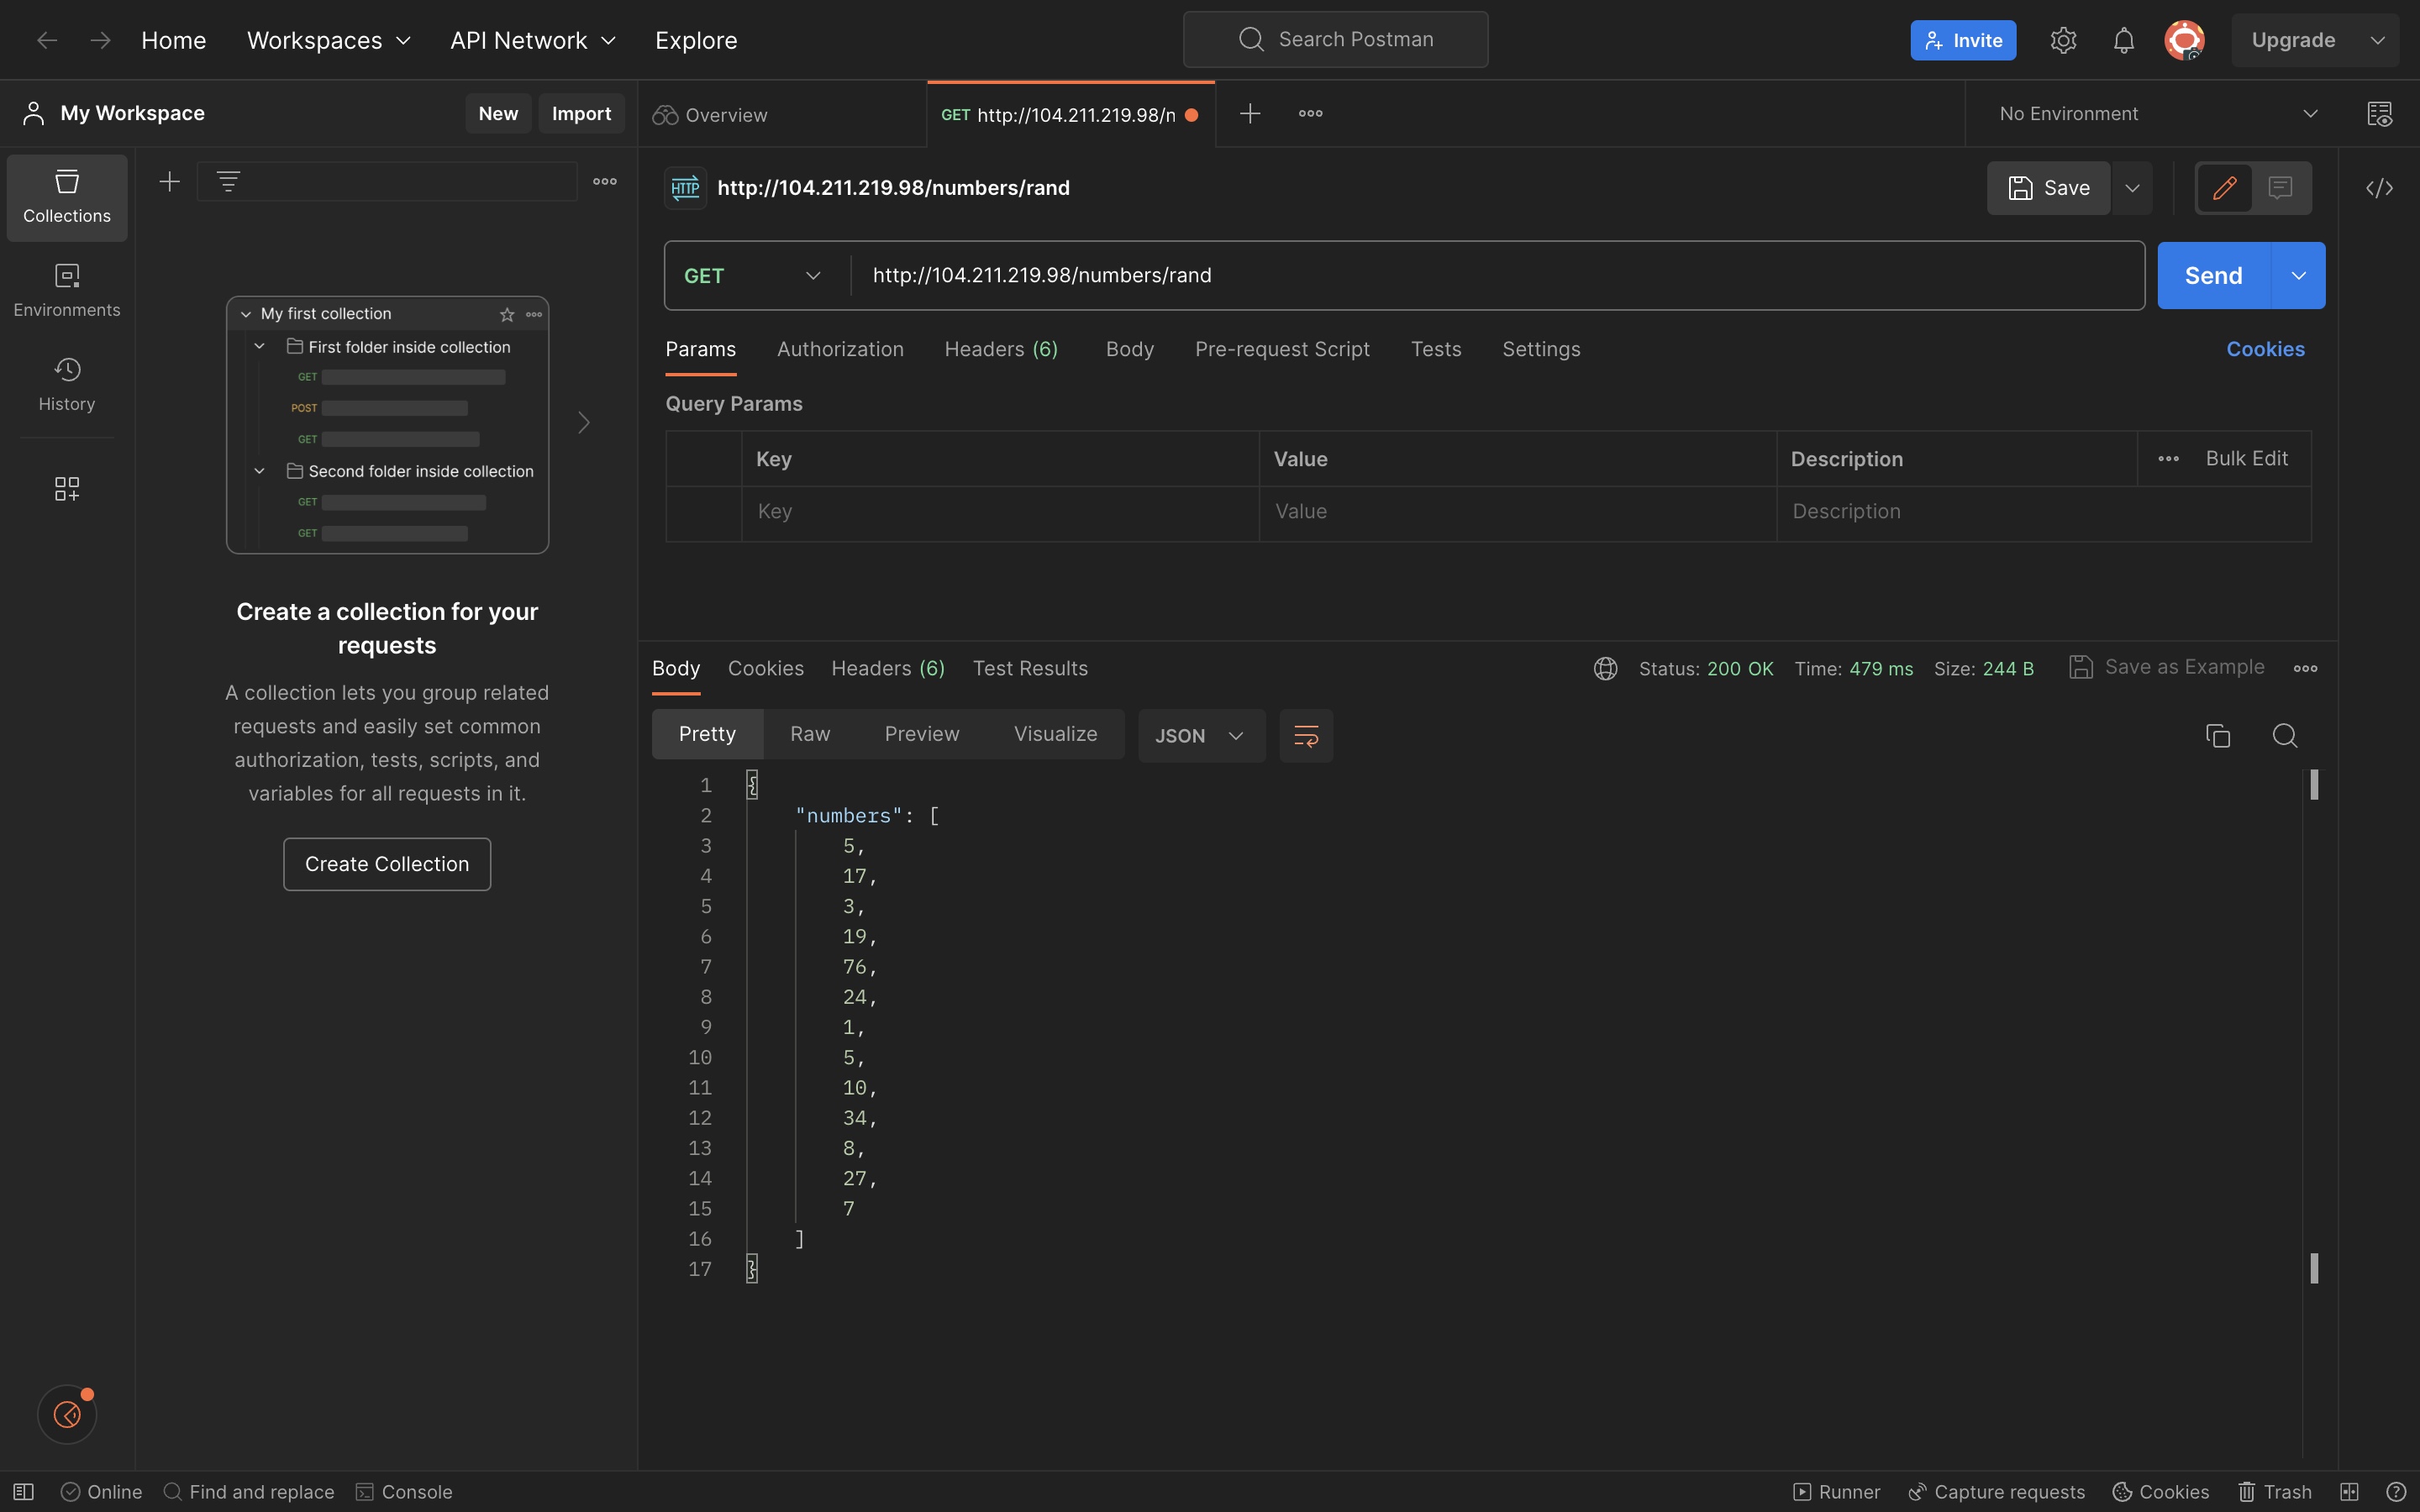 Home Workspaces API Network Explore Search Postman Invite Upgrade
My Workspace New Import Overview GET http://104.211.219.98/n No Environment
Collections
Environments
History
My first collection
First folder inside collection
GET
POST
GET
Second folder inside collection
GET
GET
Create a collection for your
requests
A collection lets you group related
requests and easily set common
authorization, tests, scripts, and
variables for all requests in it.
Create Collection
HTTP http://104.211.219.98/numbers/rand Save
GET http://104.211.219.98/numbers/rand Send
Params Authorization Headers (6) Body Pre-request Script Tests Settings Cookies
Query Params
Key Value Description Bulk Edit
Key Value Description
Body Cookies Headers (6) Test Results Status: 200 OK Time: 479 ms Size: 244 B Save as Example
Pretty Raw Preview Visualize JSON
1 {
2 "numbers": [
3 5,
4 17,
5 3,
6 19,
7 76,
8 24,
9 1,
10 5,
11 10,
12 34,
13 8,
14 27,
15 7
16 ]
17 }
Online Find and replace Console Runner Capture requests Cookies Trash